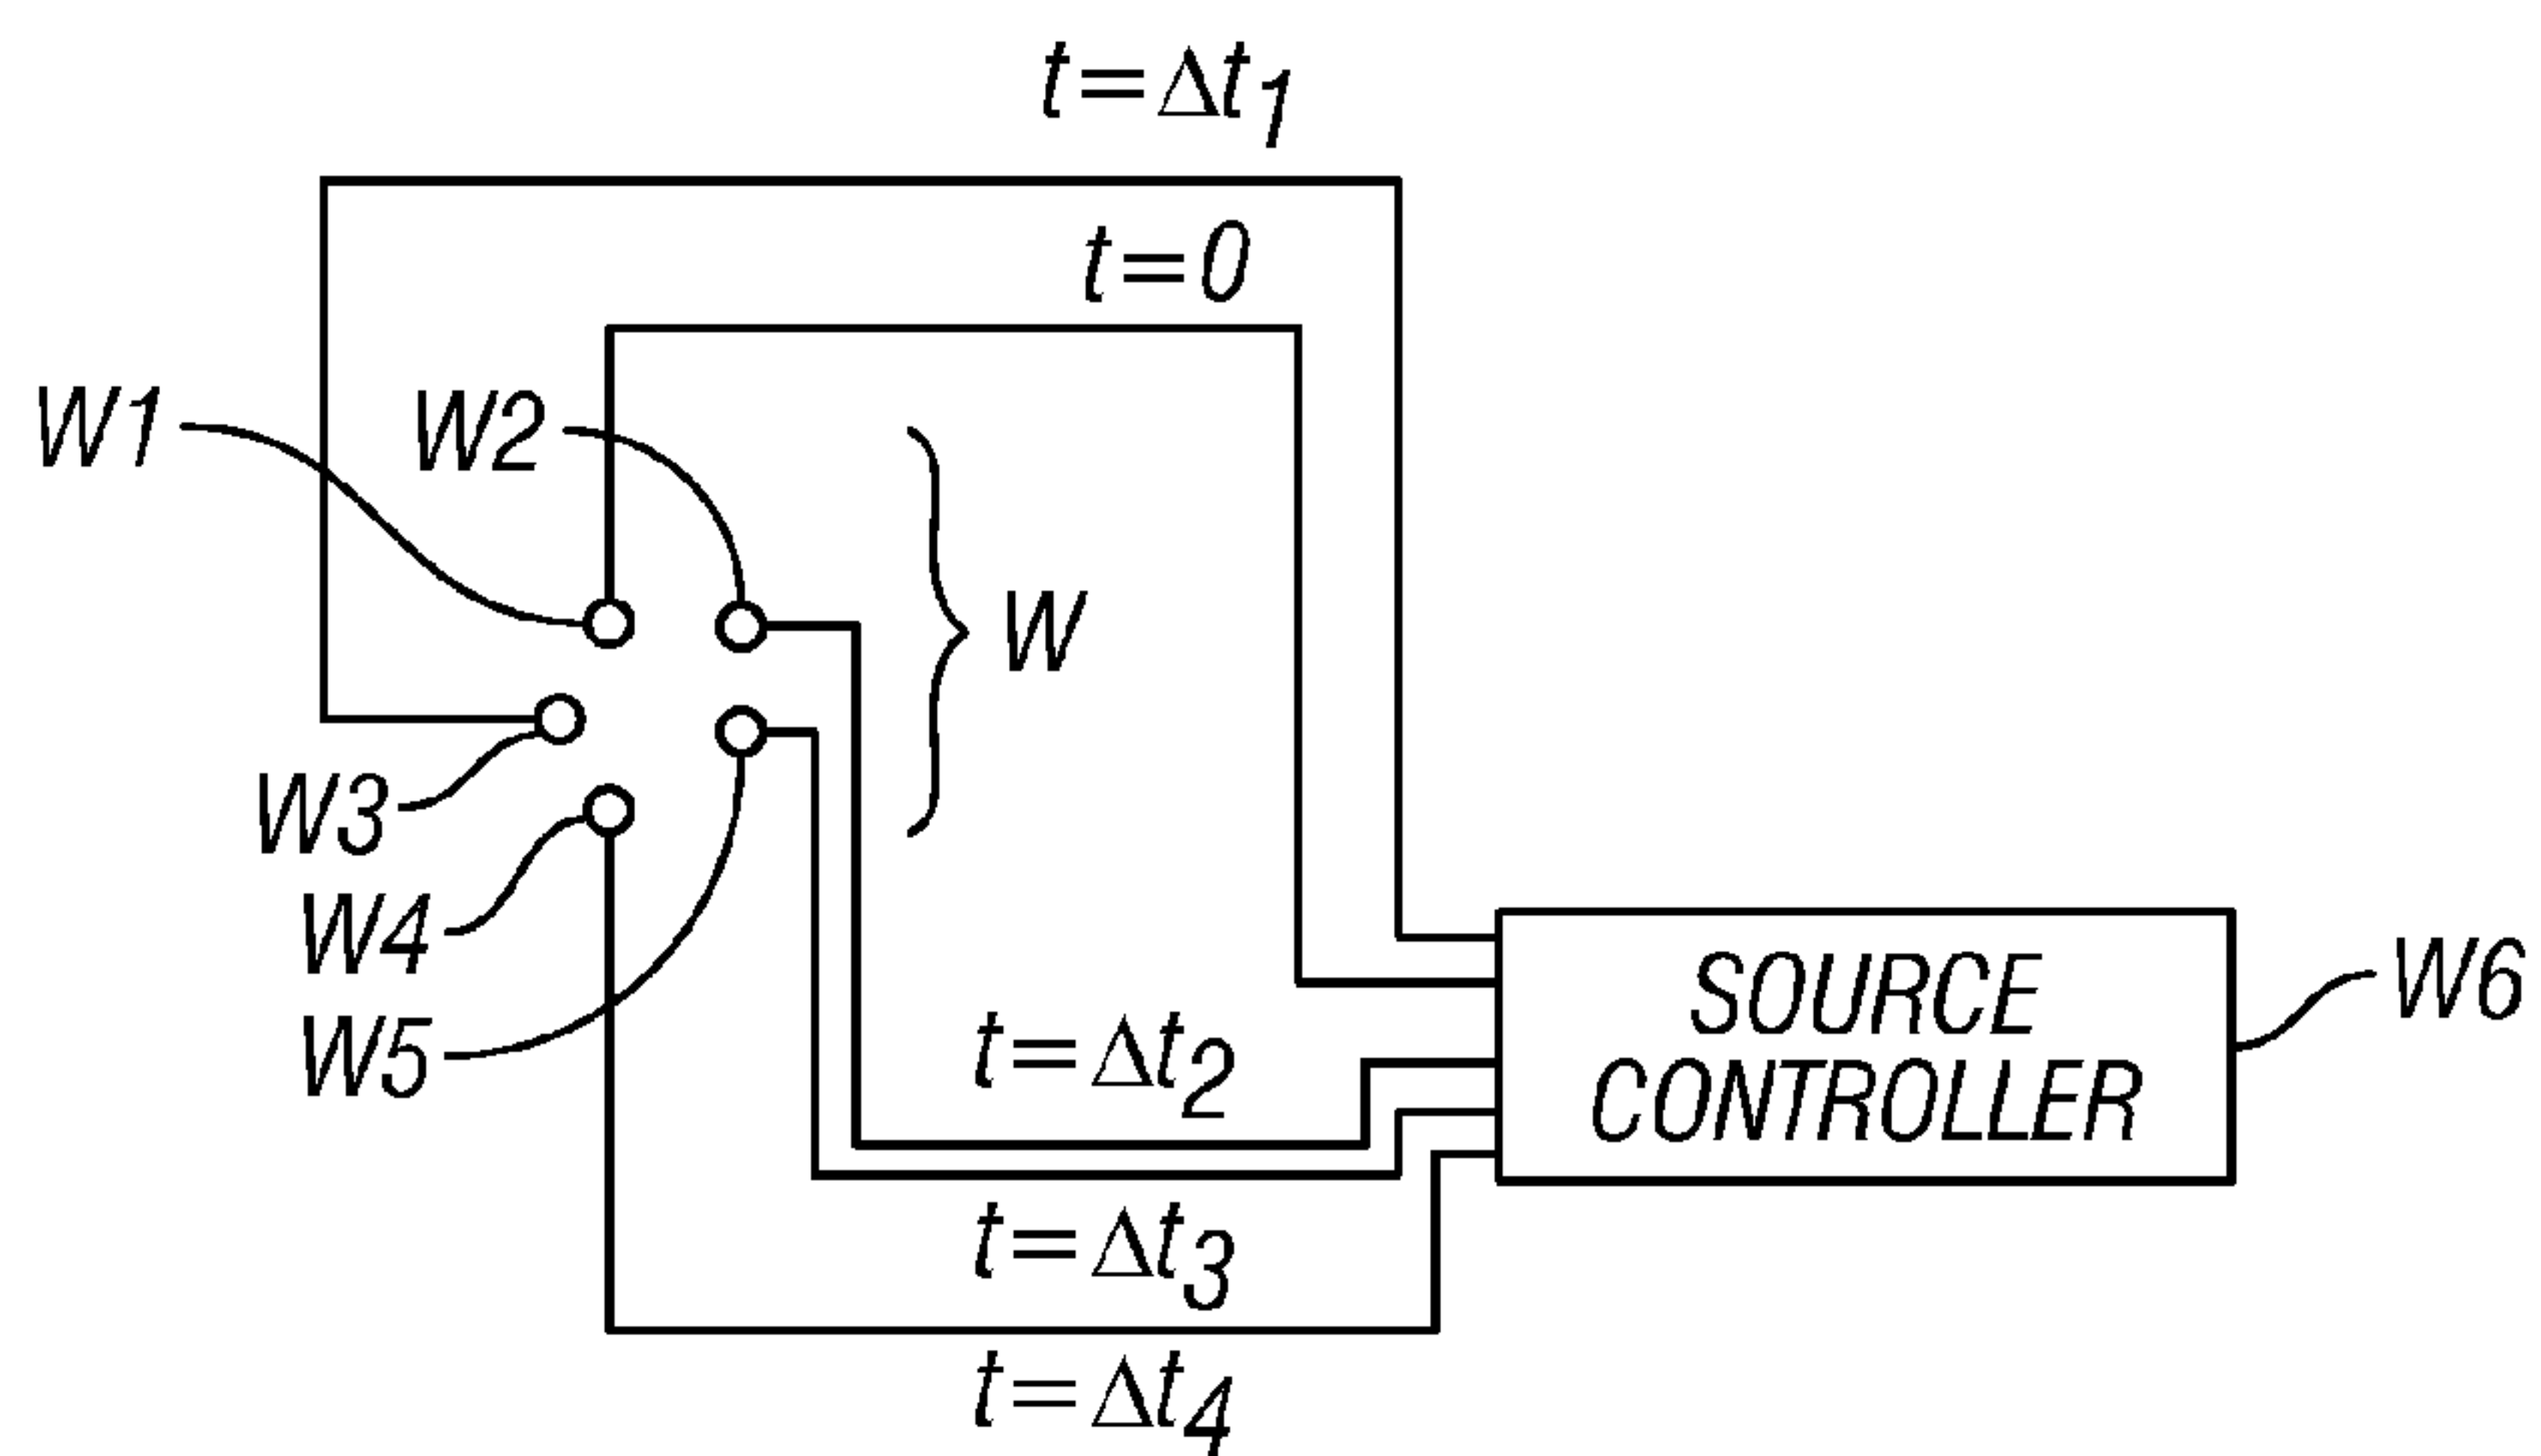 t=Δt1
t=0
W1
W2
W
W3
W4
W5
SOURCE
CONTROLLER
W6
t=Δt2
t=Δt3
t=Δt4